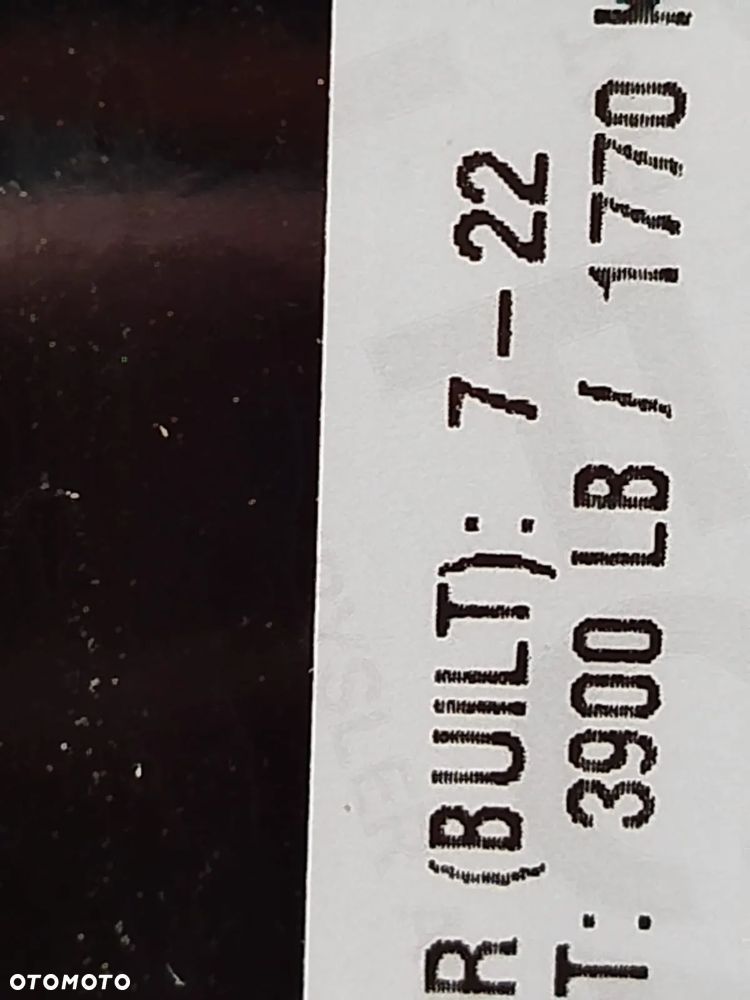 R (BUILT): 7-22
T: 3900 LB / 1770
OTOMOTO